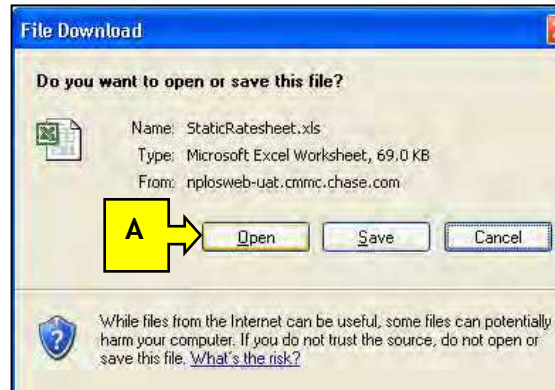 File Download
Do you want to open or save this file?
Name: StaticRatesheet.xls
Type: Microsoft Excel Worksheet, 69.0 KB
From: nplosweb-uat.cmmc.chase.com
A
Open Save Cancel
While files from the Internet can be useful, some files can potentially
harm your computer. If you do not trust the source, do not open or
save this file. What's the risk?